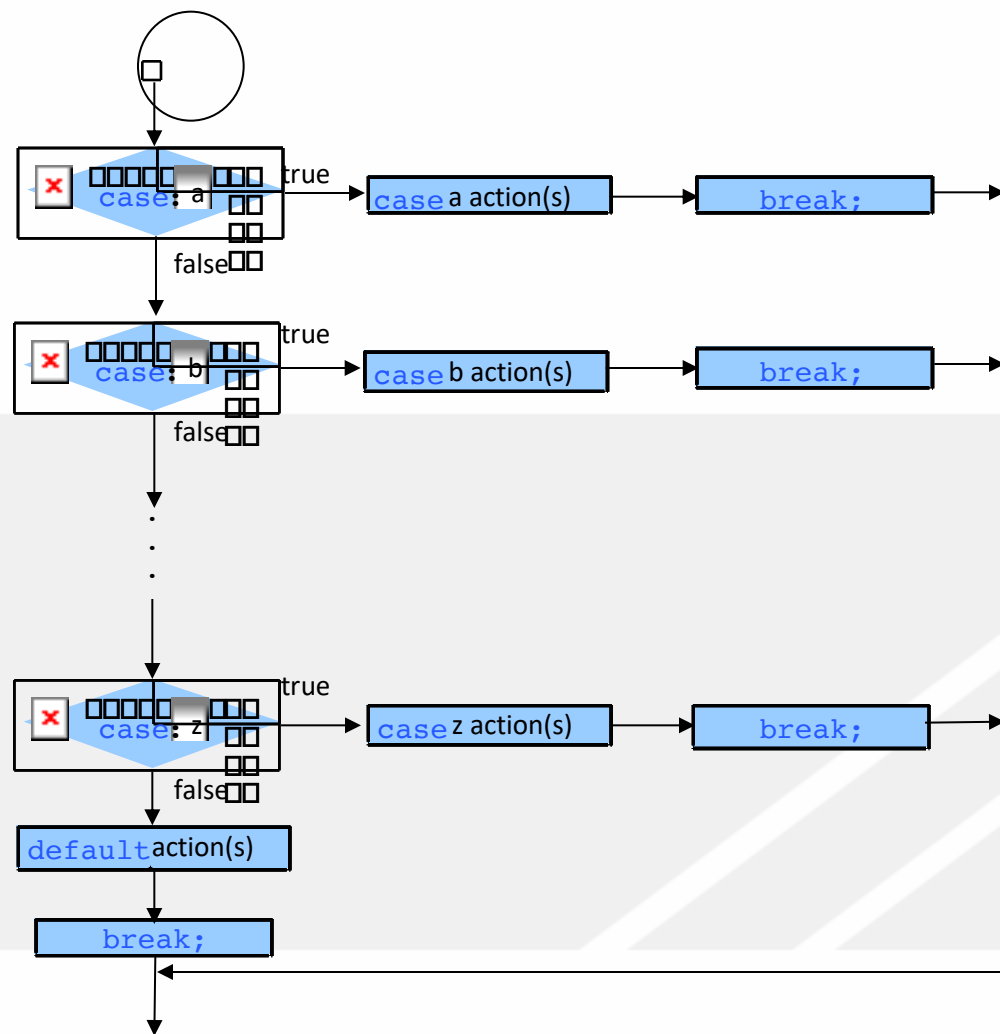 true
case: a
case a action(s)
break;
false
true
case: b
case b action(s)
break;
false
.
.
.
true
case: z
case z action(s)
break;
false
default action(s)
break;